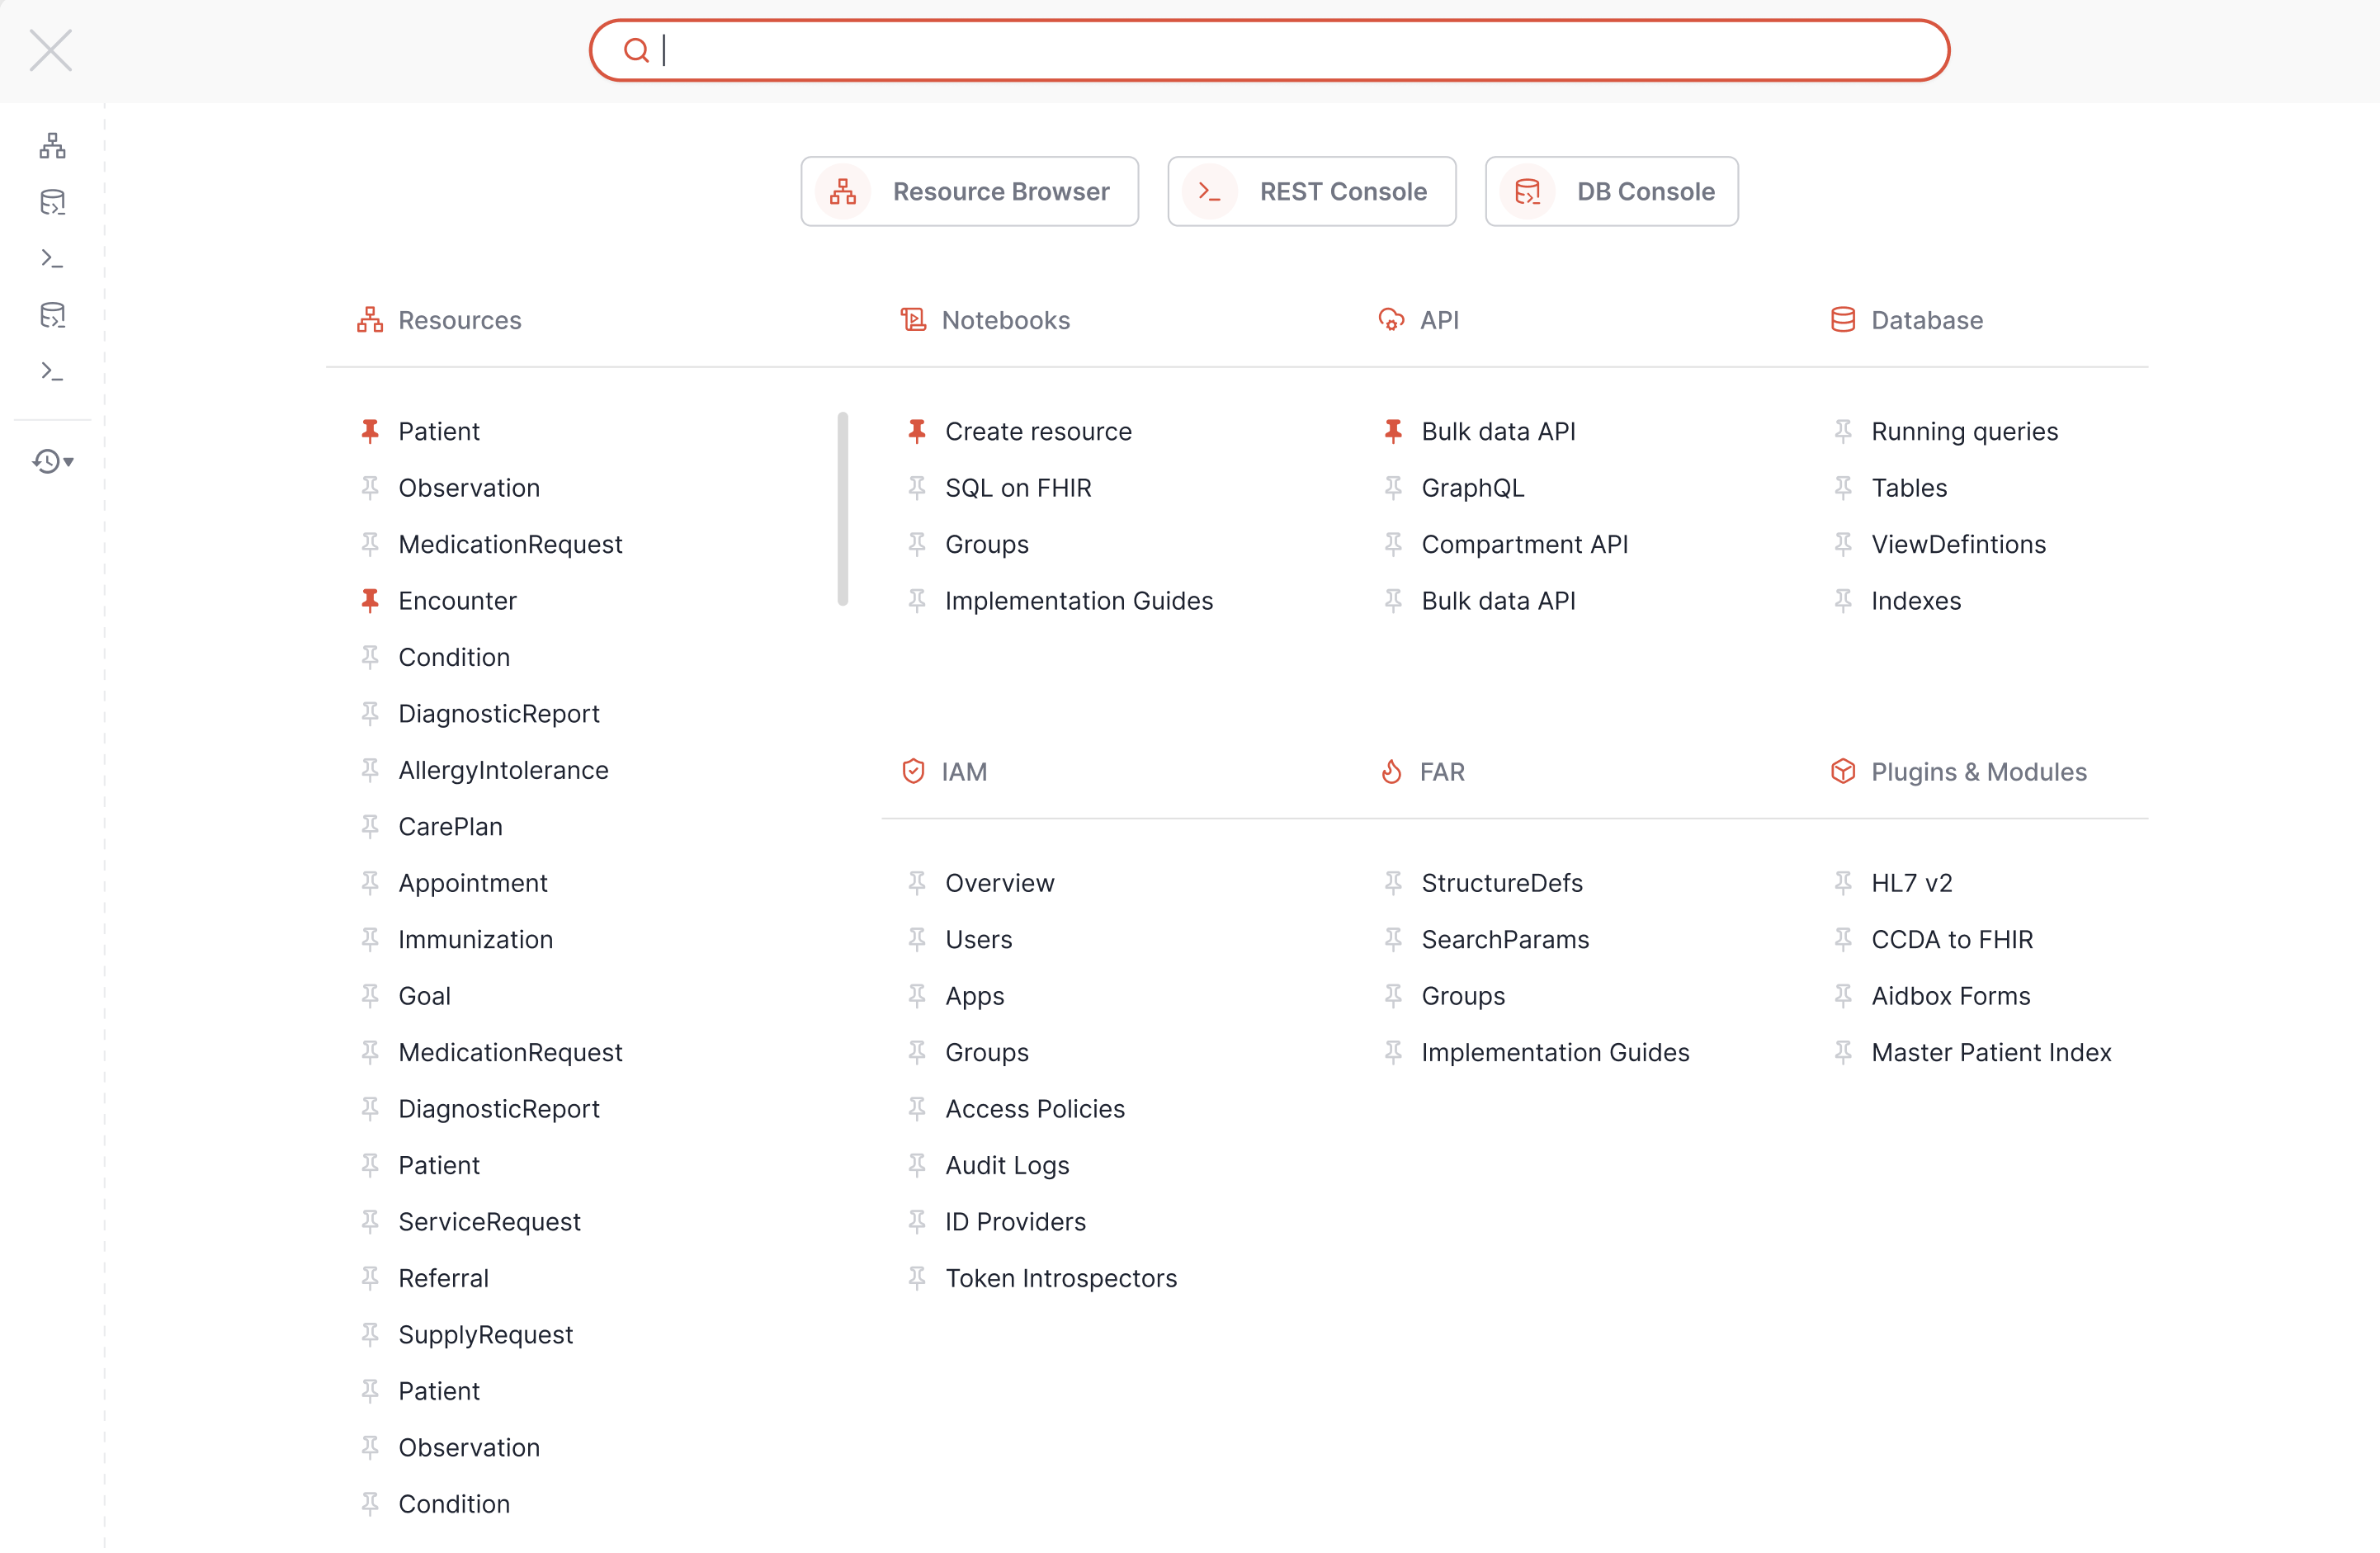 Resource Browser
REST Console
DB Console
Resources
Patient
Observation
MedicationRequest
Encounter
Condition
DiagnosticReport
AllergyIntolerance
CarePlan
Appointment
Immunization
Goal
MedicationRequest
DiagnosticReport
Patient
ServiceRequest
Referral
SupplyRequest
Patient
Observation
Condition
Notebooks
Create resource
SQL on FHIR
Groups
Implementation Guides
API
Bulk data API
GraphQL
Compartment API
Bulk data API
Database
Running queries
Tables
ViewDefintions
Indexes
IAM
Overview
Users
Apps
Groups
Access Policies
Audit Logs
ID Providers
Token Introspectors
FAR
StructureDefs
SearchParams
Groups
Implementation Guides
Plugins & Modules
HL7 v2
CCDA to FHIR
Aidbox Forms
Master Patient Index